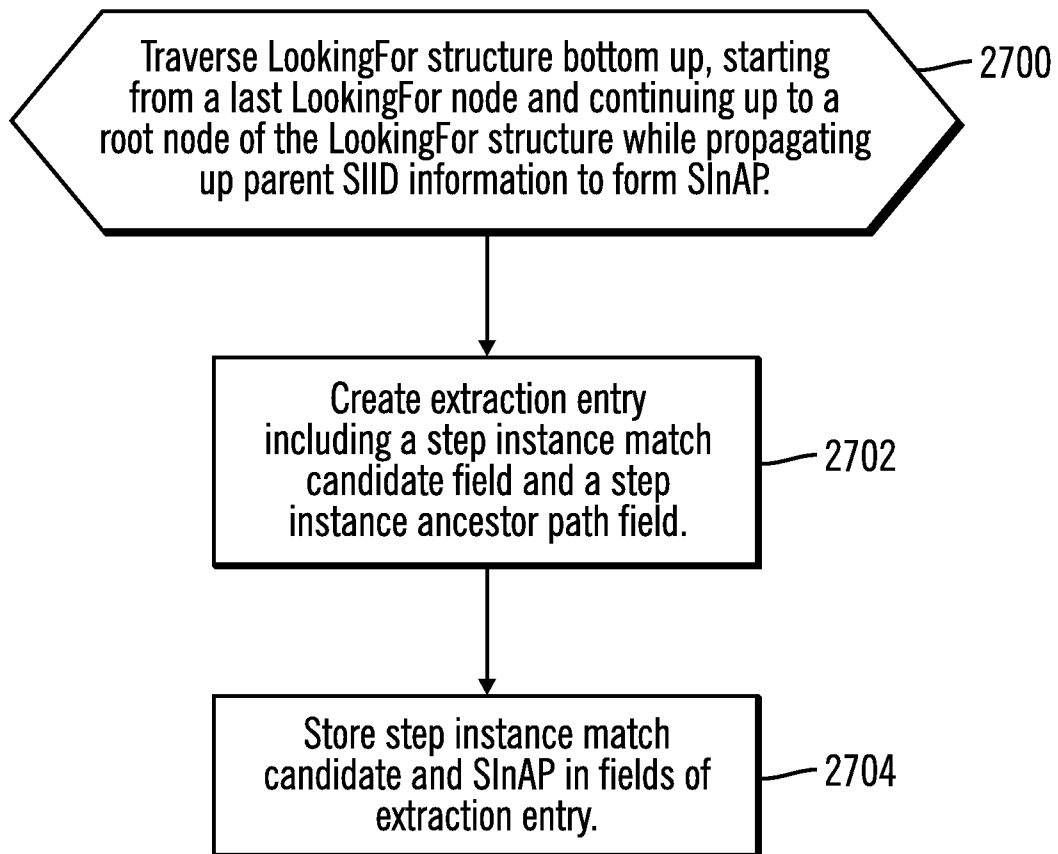 Traverse LookingFor structure bottom up, starting
from a last LookingFor node and continuing up to a
root node of the LookingFor structure while propagating
up parent SIID information to form SInAP.
2700
Create extraction entry
including a step instance match
candidate field and a step
instance ancestor path field.
2702
Store step instance match
candidate and SInAP in fields of
extraction entry.
2704